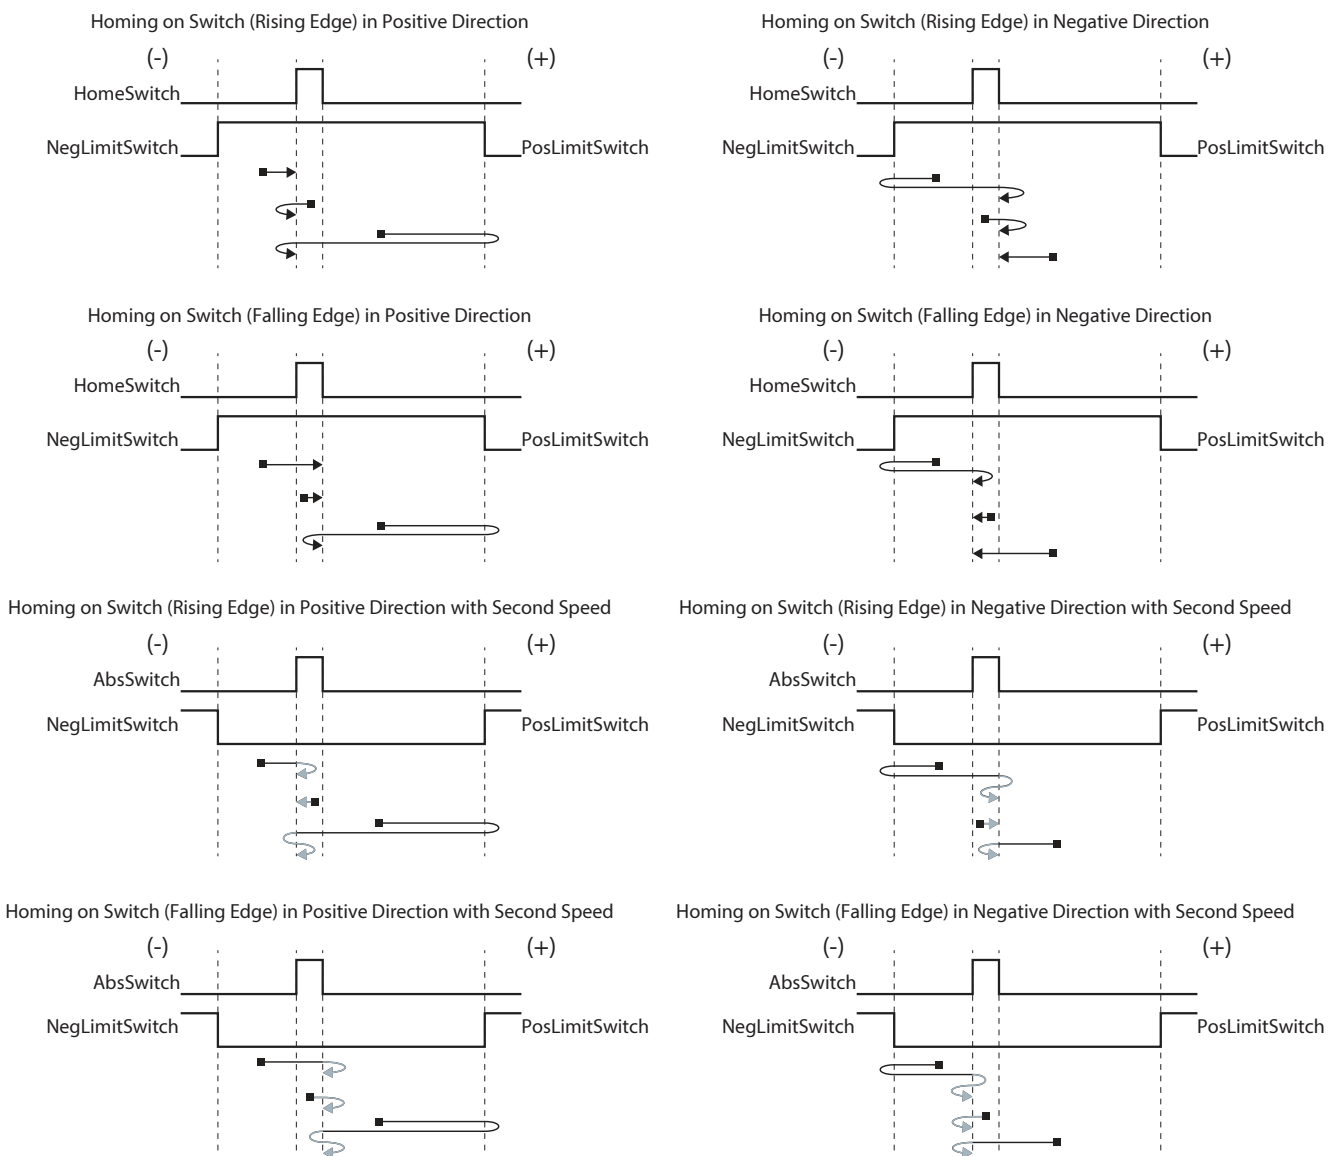 Homing on Switch (Rising Edge) in Positive Direction
(-) (+)
HomeSwitch
NegLimitSwitch PosLimitSwitch
Homing on Switch (Rising Edge) in Negative Direction
(-) (+)
HomeSwitch
NegLimitSwitch PosLimitSwitch
Homing on Switch (Falling Edge) in Positive Direction
(-) (+)
HomeSwitch
NegLimitSwitch PosLimitSwitch
Homing on Switch (Falling Edge) in Negative Direction
(-) (+)
HomeSwitch
NegLimitSwitch PosLimitSwitch
Homing on Switch (Rising Edge) in Positive Direction with Second Speed
(-) (+)
AbsSwitch
NegLimitSwitch PosLimitSwitch
Homing on Switch (Rising Edge) in Negative Direction with Second Speed
(-) (+)
AbsSwitch
NegLimitSwitch PosLimitSwitch
Homing on Switch (Falling Edge) in Positive Direction with Second Speed
(-) (+)
AbsSwitch
NegLimitSwitch PosLimitSwitch
Homing on Switch (Falling Edge) in Negative Direction with Second Speed
(-) (+)
AbsSwitch
NegLimitSwitch PosLimitSwitch